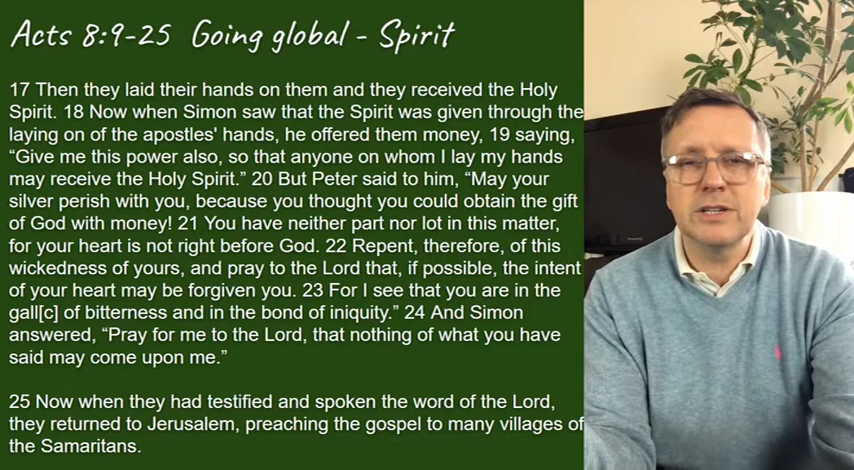 Acts 8:9-25 Going global - Spirit
17 Then they laid their hands on them and they received the Holy
Spirit. 18 Now when Simon saw that the Spirit was given through the
laying on of the apostles' hands, he offered them money, 19 saying,
“Give me this power also, so that anyone on whom I lay my hands
may receive the Holy Spirit.” 20 But Peter said to him, “May your
silver perish with you, because you thought you could obtain the gift
of God with money! 21 You have neither part nor lot in this matter,
for your heart is not right before God. 22 Repent, therefore, of this
wickedness of yours, and pray to the Lord that, if possible, the intent
of your heart may be forgiven you. 23 For I see that you are in the
gall[c] of bitterness and in the bond of iniquity.” 24 And Simon
answered, “Pray for me to the Lord, that nothing of what you have
said may come upon me.”
25 Now when they had testified and spoken the word of the Lord,
they returned to Jerusalem, preaching the gospel to many villages of
the Samaritans.